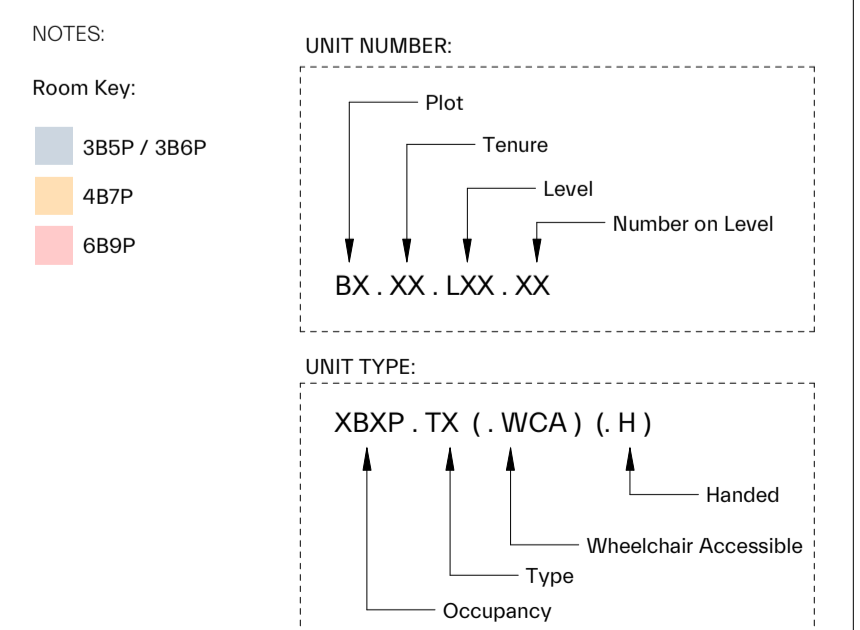 NOTES:
Room Key:
3B5P / 3B6P
4B7P
6B9P
UNIT NUMBER:
Plot
Tenure
Level
Number on Level
BX . XX . LXX . XX
UNIT TYPE:
XBXP . TX ( . WCA ) (. H )
Handed
Wheelchair Accessible
Type
Occupancy